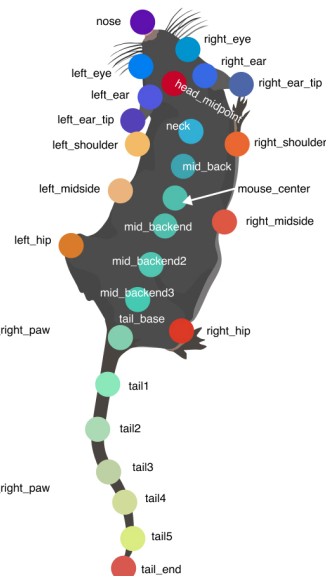 nose
right_eye
left_eye
right_ear
left_ear
head_midpoint
right_ear_tip
left_ear_tip
neck
left_shoulder
right_shoulder
mid_back
left_midside
mouse_center
mid_backend
right_midside
left_hip
mid_backend2
mid_backend3
tail_base
right_paw
right_hip
tail1
tail2
tail3
right_paw
tail4
tail5
tail_end